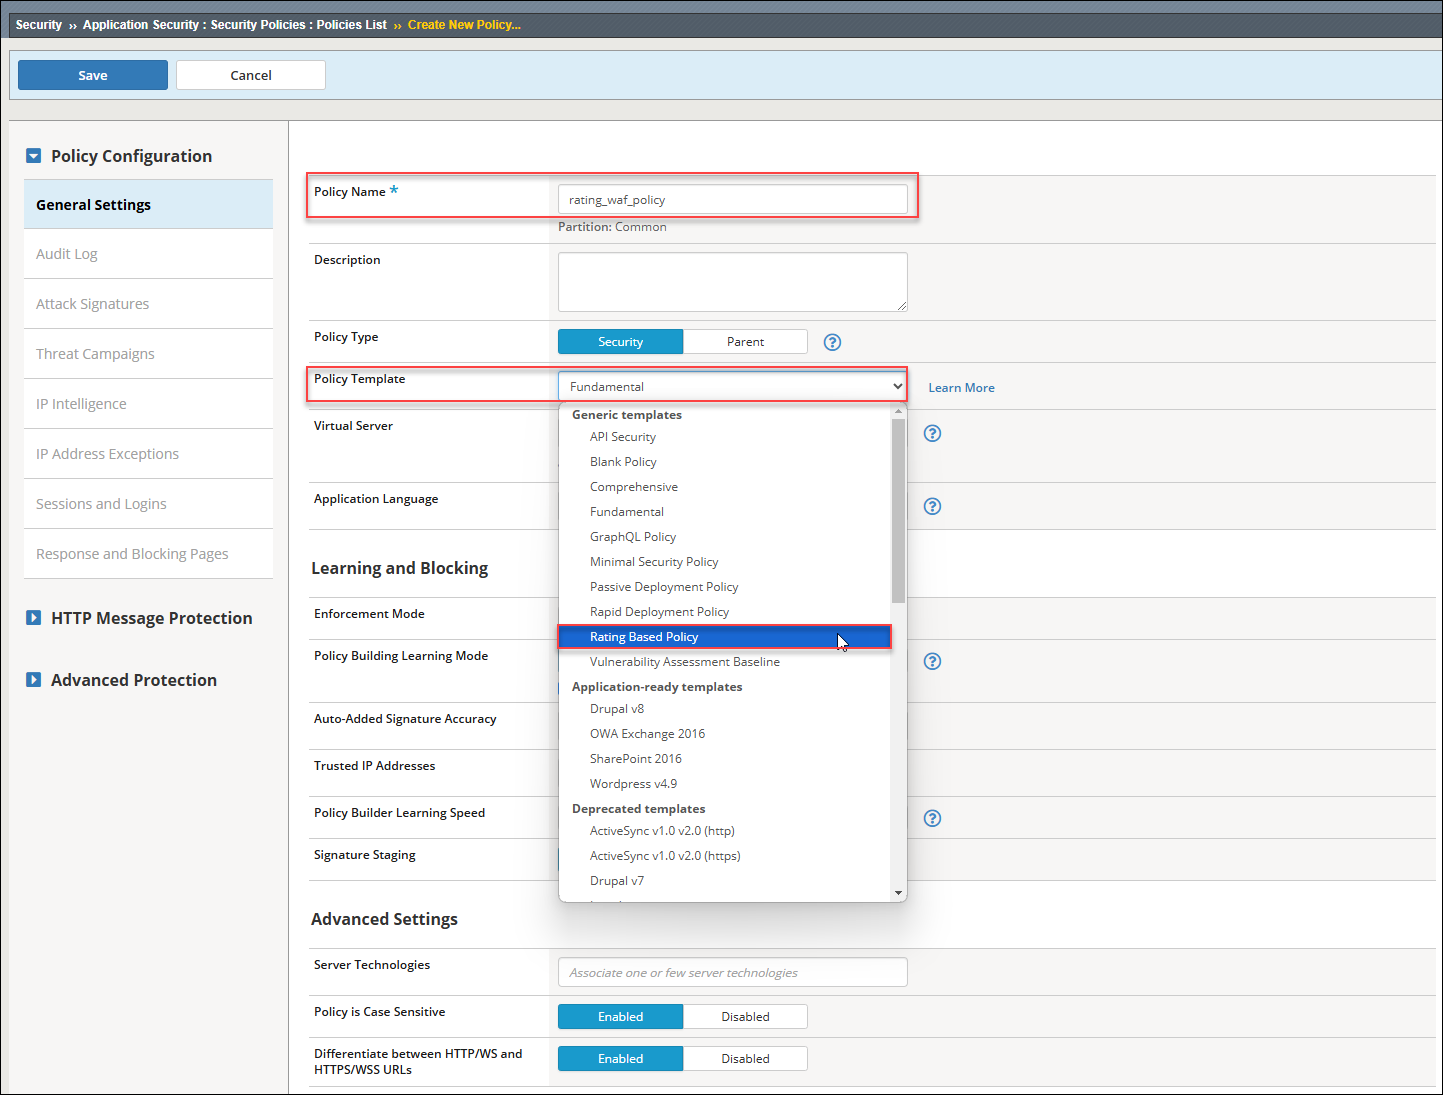 Security ›› Application Security : Security Policies : Policies List ›› Create New Policy...
Save
Cancel
Policy Configuration
General Settings
Audit Log
Attack Signatures
Threat Campaigns
IP Intelligence
IP Address Exceptions
Sessions and Logins
Response and Blocking Pages
HTTP Message Protection
Advanced Protection
Policy Name *
rating_waf_policy
Partition: Common
Description
Policy Type
Security
Parent
?
Policy Template
Fundamental
Learn More
Generic templates
API Security
Blank Policy
Comprehensive
Fundamental
GraphQL Policy
Minimal Security Policy
Passive Deployment Policy
Rapid Deployment Policy
Rating Based Policy
Vulnerability Assessment Baseline
Application-ready templates
Drupal v8
OWA Exchange 2016
SharePoint 2016
Wordpress v4.9
Deprecated templates
ActiveSync v1.0 v2.0 (http)
ActiveSync v1.0 v2.0 (https)
Drupal v7
Virtual Server
?
Application Language
?
Learning and Blocking
Enforcement Mode
Policy Building Learning Mode
?
Auto-Added Signature Accuracy
Trusted IP Addresses
Policy Builder Learning Speed
?
Signature Staging
Advanced Settings
Server Technologies
Associate one or few server technologies
Policy is Case Sensitive
Enabled
Disabled
Differentiate between HTTP/WS and
HTTPS/WSS URLs
Enabled
Disabled